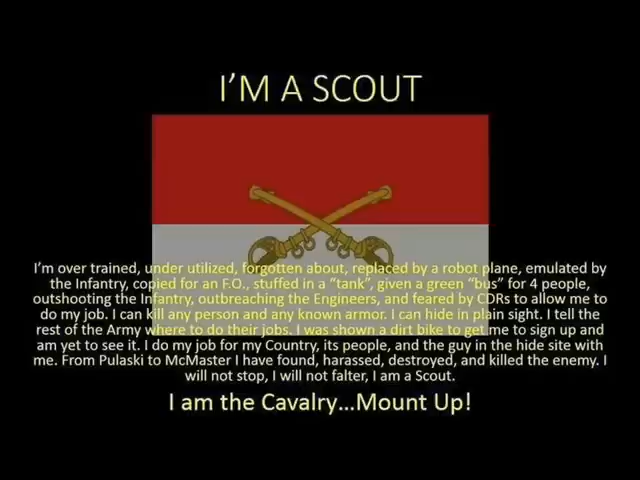 I'M A SCOUT
I'm over trained, under utilized, forgotten about, replaced by a robot plane, emulated by
the Infantry, copied for an F.O., stuffed in a "tank", given a green "bus" for 4 people,
outshooting the Infantry, outbreaching the Engineers, and feared by CDRs to allow me to
do my job. I can kill any person and any known armor. I can hide in plain sight. I tell the
rest of the Army where to do their jobs. I was shown a dirt bike to get me to sign up and
am yet to see it. I do my job for my Country, its people, and the guy in the hide site with
me. From Pulaski to McMaster I have found, harassed, destroyed, and killed the enemy. I
will not stop, I will not falter, I am a Scout.
I am the Cavalry…Mount Up!